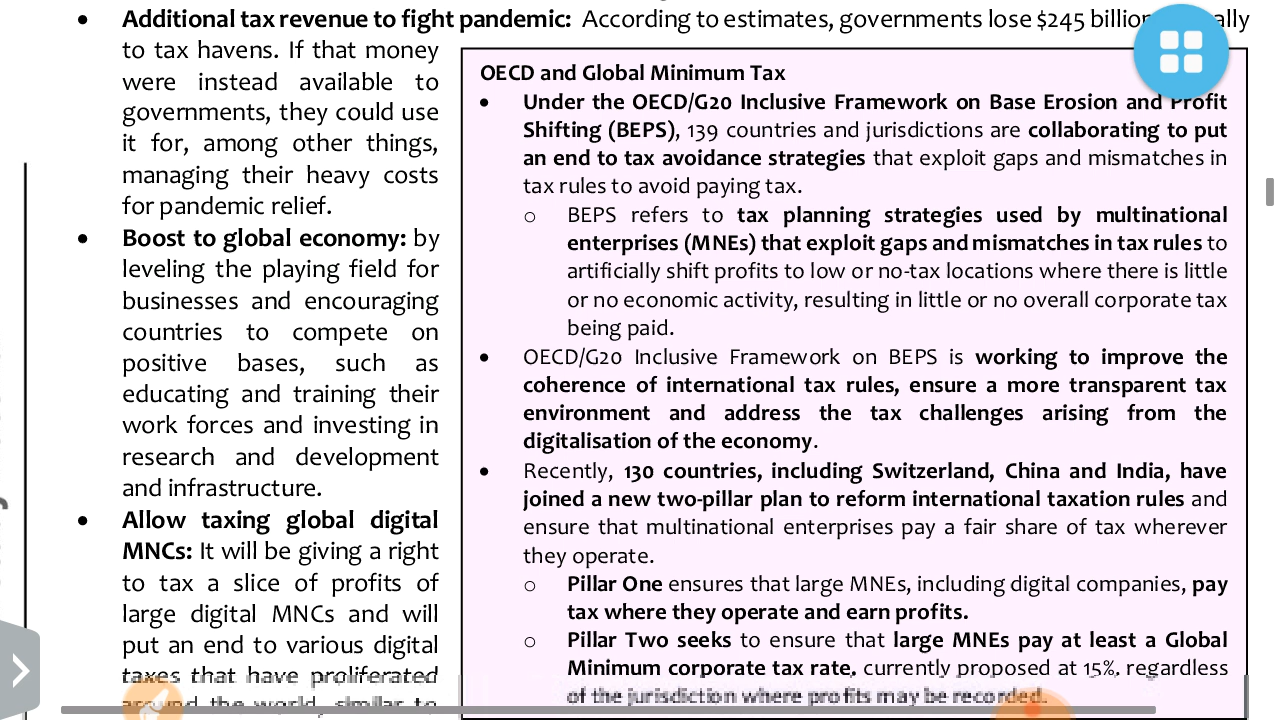 • Additional tax revenue to fight pandemic: According to estimates, governments lose $245 billion
to tax havens. If that money
were instead available to
governments, they could use
it for, among other things,
managing their heavy costs
for pandemic relief.
• Boost to global economy: by
leveling the playing field for
businesses and encouraging
countries to compete on
positive bases, such as
educating and training their
work forces and investing in
research and development
and infrastructure.
• Allow taxing global digital
MNCs: It will be giving a right
to tax a slice of profits of
large digital MNCs and will
put an end to various digital
taxes that have proliferated
around the world, similar to
OECD and Global Minimum Tax
• Under the OECD/G20 Inclusive Framework on Base Erosion and Profit
Shifting (BEPS), 139 countries and jurisdictions are collaborating to put
an end to tax avoidance strategies that exploit gaps and mismatches in
tax rules to avoid paying tax.
o BEPS refers to tax planning strategies used by multinational
enterprises (MNEs) that exploit gaps and mismatches in tax rules to
artificially shift profits to low or no-tax locations where there is little
or no economic activity, resulting in little or no overall corporate tax
being paid.
• OECD/G20 Inclusive Framework on BEPS is working to improve the
coherence of international tax rules, ensure a more transparent tax
environment and address the tax challenges arising from the
digitalisation of the economy.
• Recently, 130 countries, including Switzerland, China and India, have
joined a new two-pillar plan to reform international taxation rules and
ensure that multinational enterprises pay a fair share of tax wherever
they operate.
o Pillar One ensures that large MNEs, including digital companies, pay
tax where they operate and earn profits.
o Pillar Two seeks to ensure that large MNEs pay at least a Global
Minimum corporate tax rate, currently proposed at 15%, regardless
of the jurisdiction where profits may be recorded.